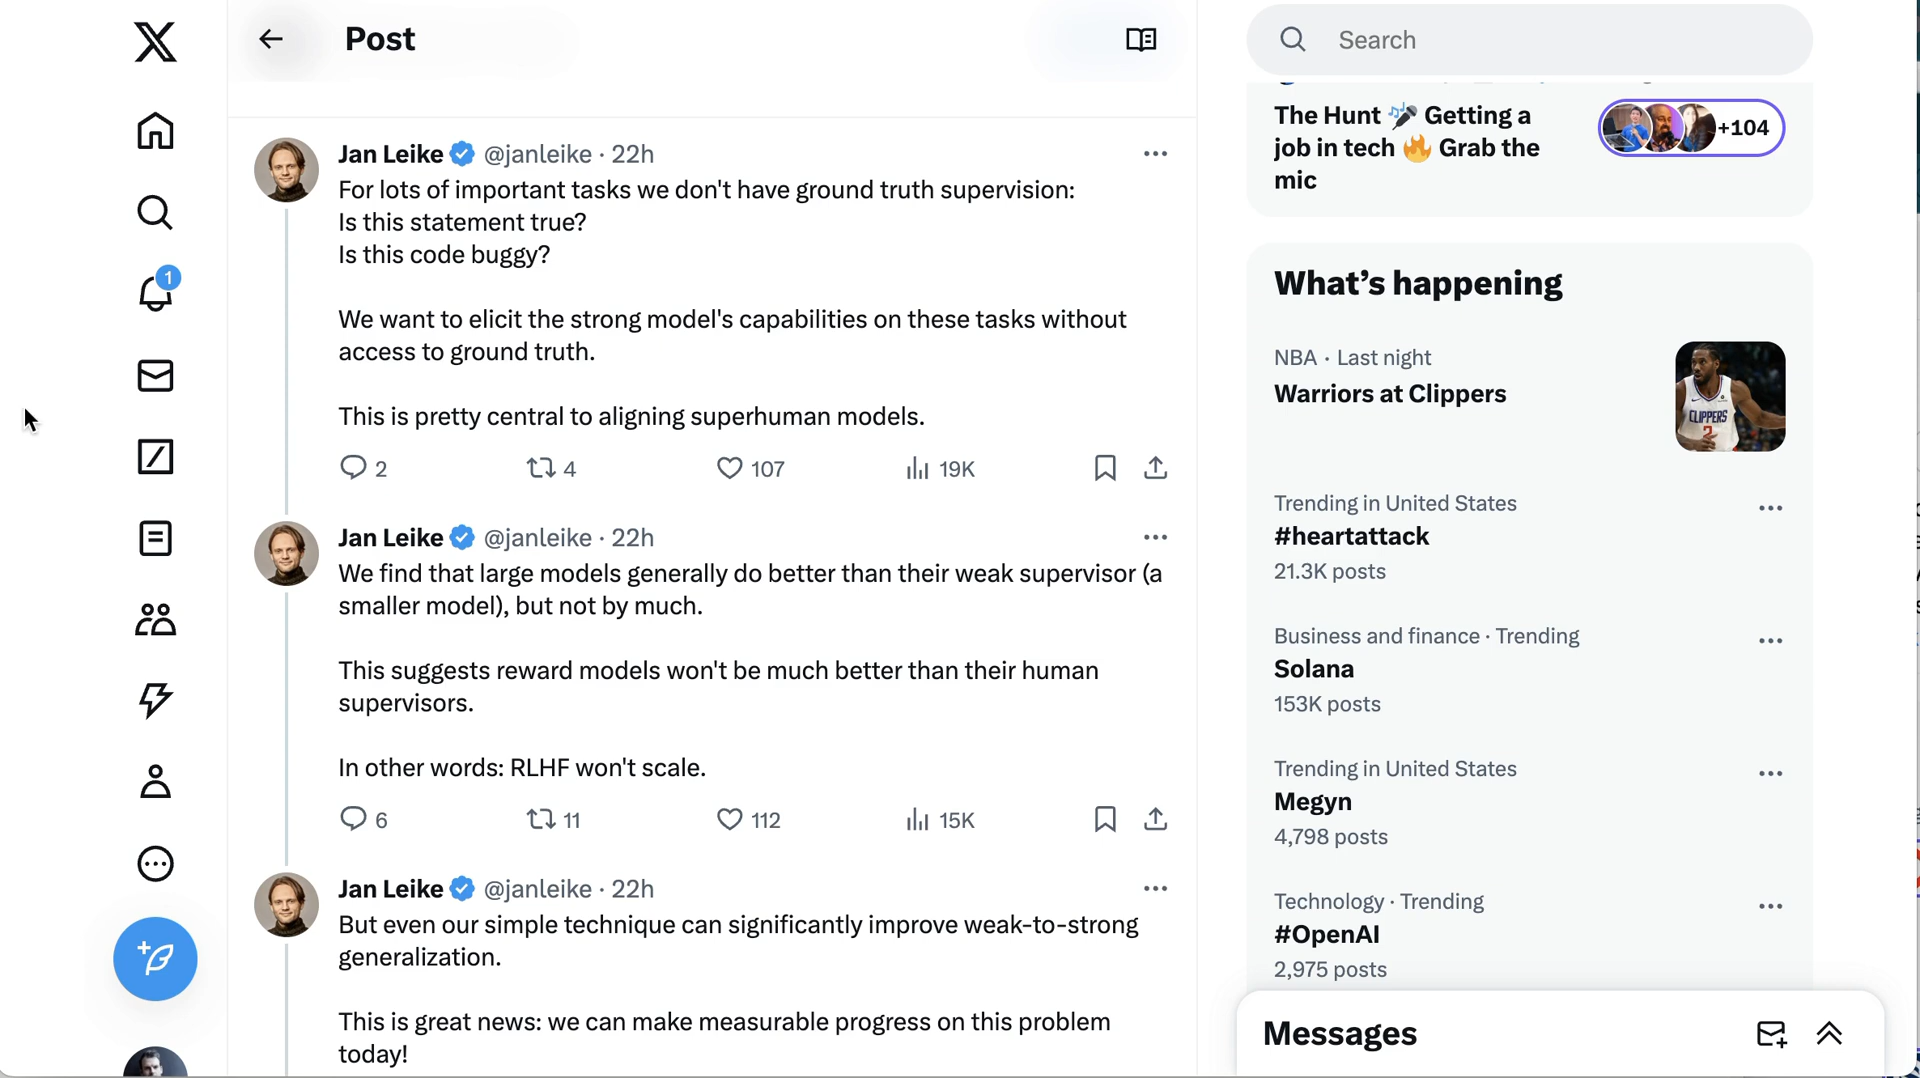 Post
Search
The Hunt 🎤 Getting a
job in tech 🔥 Grab the
mic
+104
Jan Leike @janleike · 22h
For lots of important tasks we don't have ground truth supervision:
Is this statement true?
Is this code buggy?
We want to elicit the strong model's capabilities on these tasks without
access to ground truth.
This is pretty central to aligning superhuman models.
2 4 107 19K
Jan Leike @janleike · 22h
We find that large models generally do better than their weak supervisor (a
smaller model), but not by much.
This suggests reward models won't be much better than their human
supervisors.
In other words: RLHF won't scale.
6 11 112 15K
Jan Leike @janleike · 22h
But even our simple technique can significantly improve weak-to-strong
generalization.
This is great news: we can make measurable progress on this problem
today!
1
What's happening
NBA · Last night
Warriors at Clippers
CLIPPERS
2
Trending in United States
#heartattack
21.3K posts
Business and finance · Trending
Solana
153K posts
Trending in United States
Megyn
4,798 posts
Technology · Trending
#OpenAI
2,975 posts
Messages